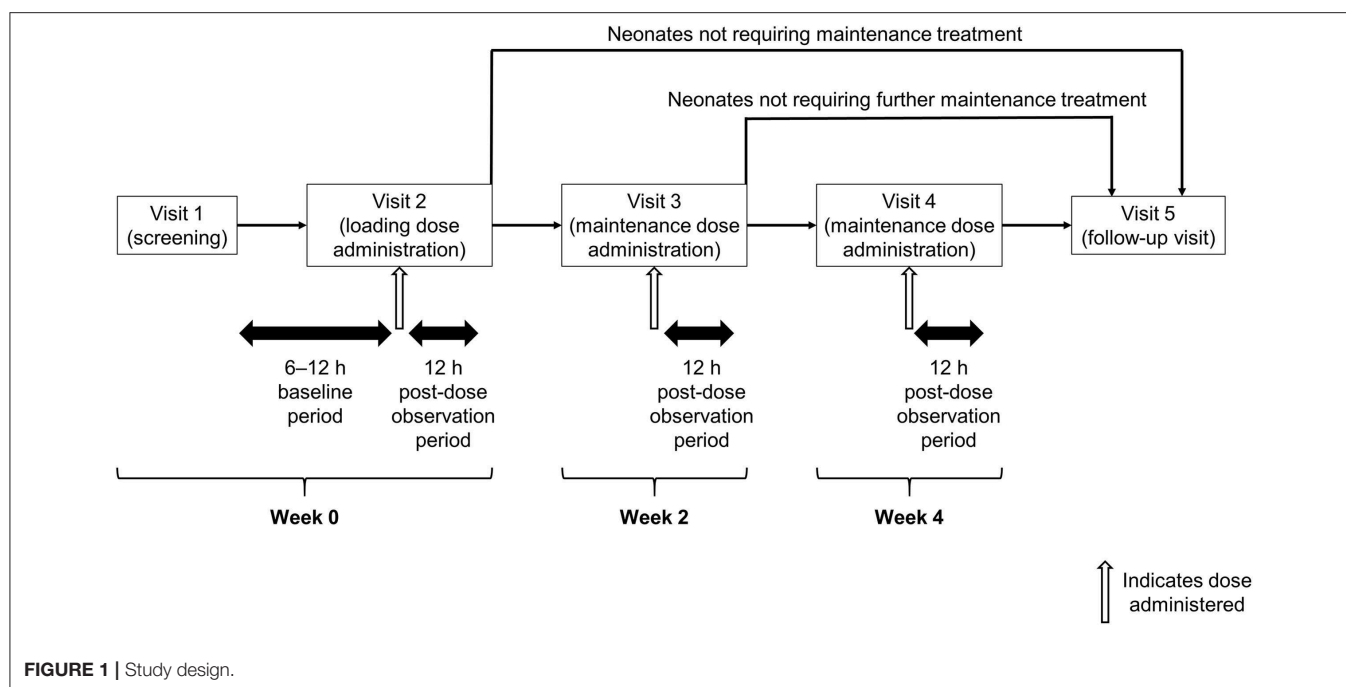 Neonates not requiring maintenance treatment
Neonates not requiring further maintenance treatment
Visit 1
(screening)
Visit 2
(loading dose
administration)
Visit 3
(maintenance dose
administration)
Visit 4
(maintenance dose
administration)
Visit 5
(follow-up visit)
6–12 h
baseline
period
12 h
post-dose
observation
period
12 h
post-dose
observation
period
12 h
post-dose
observation
period
Week 0
Week 2
Week 4
Indicates dose
administered
FIGURE 1 | Study design.